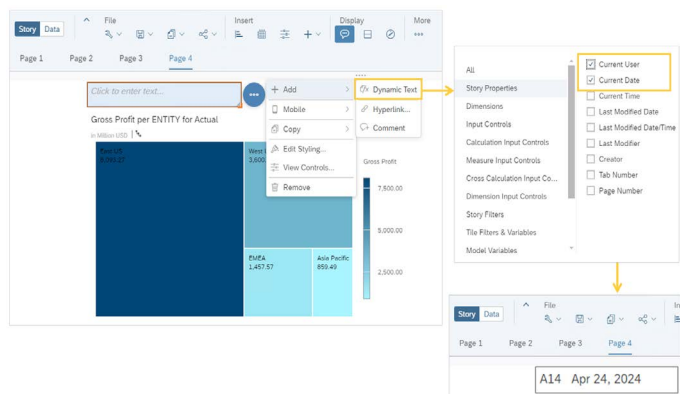 Story Data
File
Insert
Display
More
Page 1 Page 2 Page 3 Page 4
Click to enter text...
Gross Profit per ENTITY for Actual
in Million USD
East US
West
3,600.
EMEA
1,457.57
Asia Pacific
859.49
Gross Profit
7,500.00
5,000.00
2,500.00
+ Add
Mobile
Copy
Edit Styling...
View Controls...
Remove
Dynamic Text
Hyperlink...
Comment
All
Story Properties
Dimensions
Input Controls
Calculation Input Controls
Measure Input Controls
Cross Calculation Input Co...
Dimension Input Controls
Story Filters
Tile Filters & Variables
Model Variables
Current User
Current Date
Current Time
Last Modified Date
Last Modified Date/Time
Last Modifier
Creator
Tab Number
Page Number
Story Data
File
In
Page 1 Page 2 Page 3 Page 4
A14 Apr 24, 2024